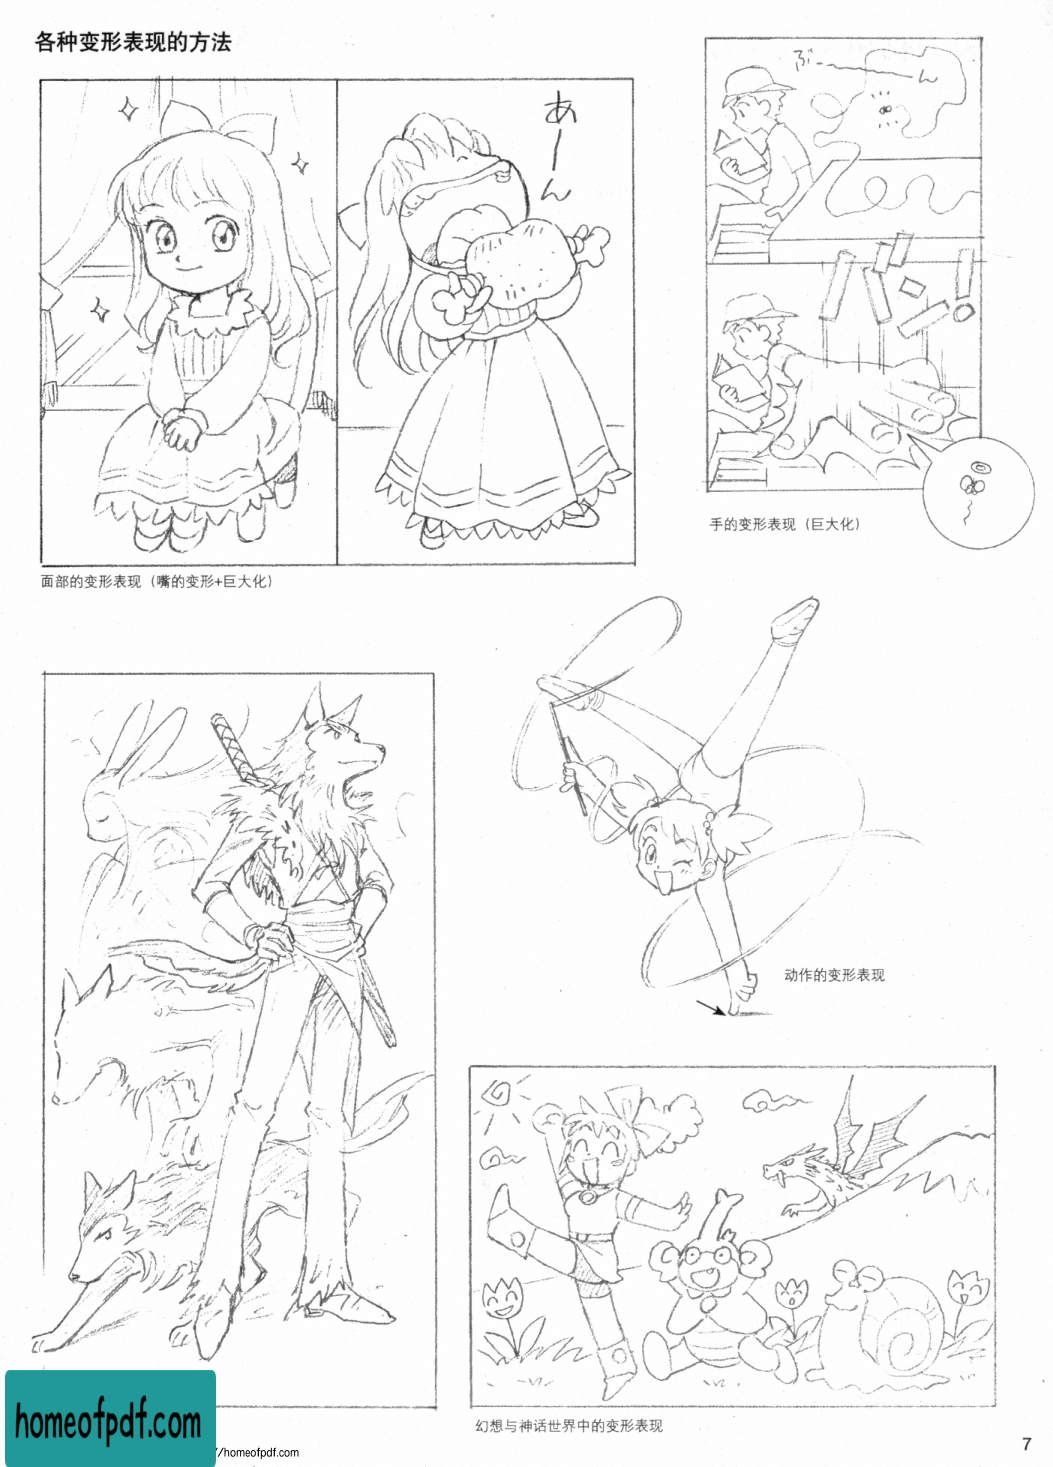 各种变形表现的方法
あーん
ぶーーん
バン!
手的变形表现（巨大化）
面部的变形表现（嘴的变形+巨大化）
动作的变形表现
幻想与神话世界中的变形表现
homeofpdf.com
//homeofpdf.com
7